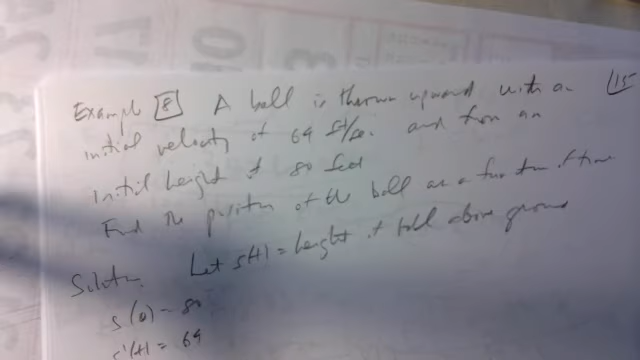 Example [8] A ball is thrown upward with an (15
initial velocity of 64 ft/sec. and from an
initial height of 80 feet
Find the position of the ball as a function of time
Solution. Let s(t) = height of ball above ground
s(0) = 80
s'(t) = 64